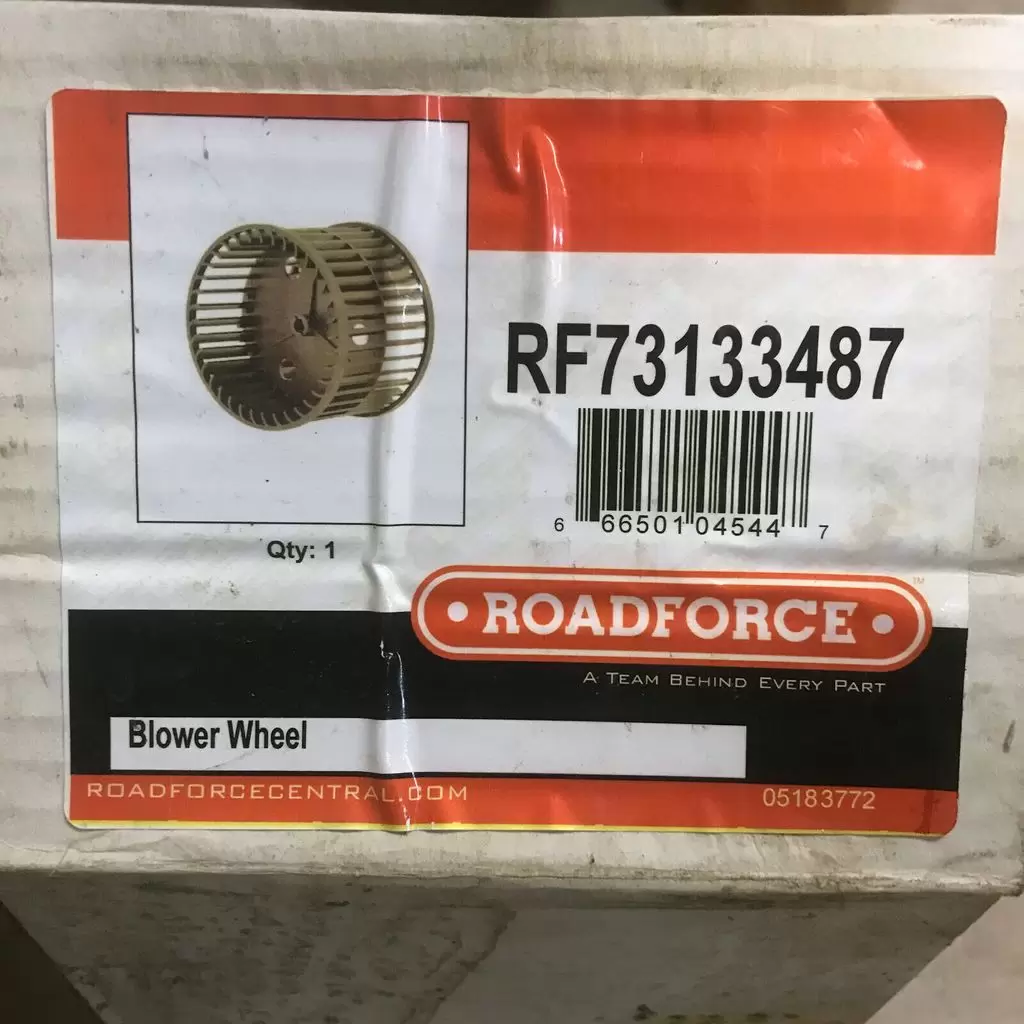 RF73133487
6 66501 04544 7
Qty: 1
• ROADFORCE • ™
A TEAM BEHIND EVERY PART
Blower Wheel
ROADFORCECENTRAL.COM
05183772